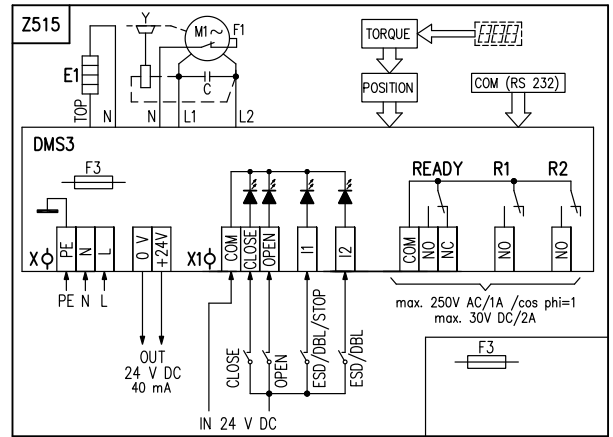 Z515
Y
M1~
F1
E1
C
TOP
N
N
L1
L2
TORQUE
POSITION
COM (RS 232)
DMS3
F3
READY
R1
R2
X
PE
N
L
0 V
+24V
X1
COM
CLOSE
OPEN
I1
I2
COM
NO
NC
NO
NO
PE N L
OUT
24 V DC
40 mA
CLOSE
OPEN
ESD/DBL/STOP
ESD/DBL
IN 24 V DC
max. 250V AC/1A /cos phi=1
max. 30V DC/2A
F3